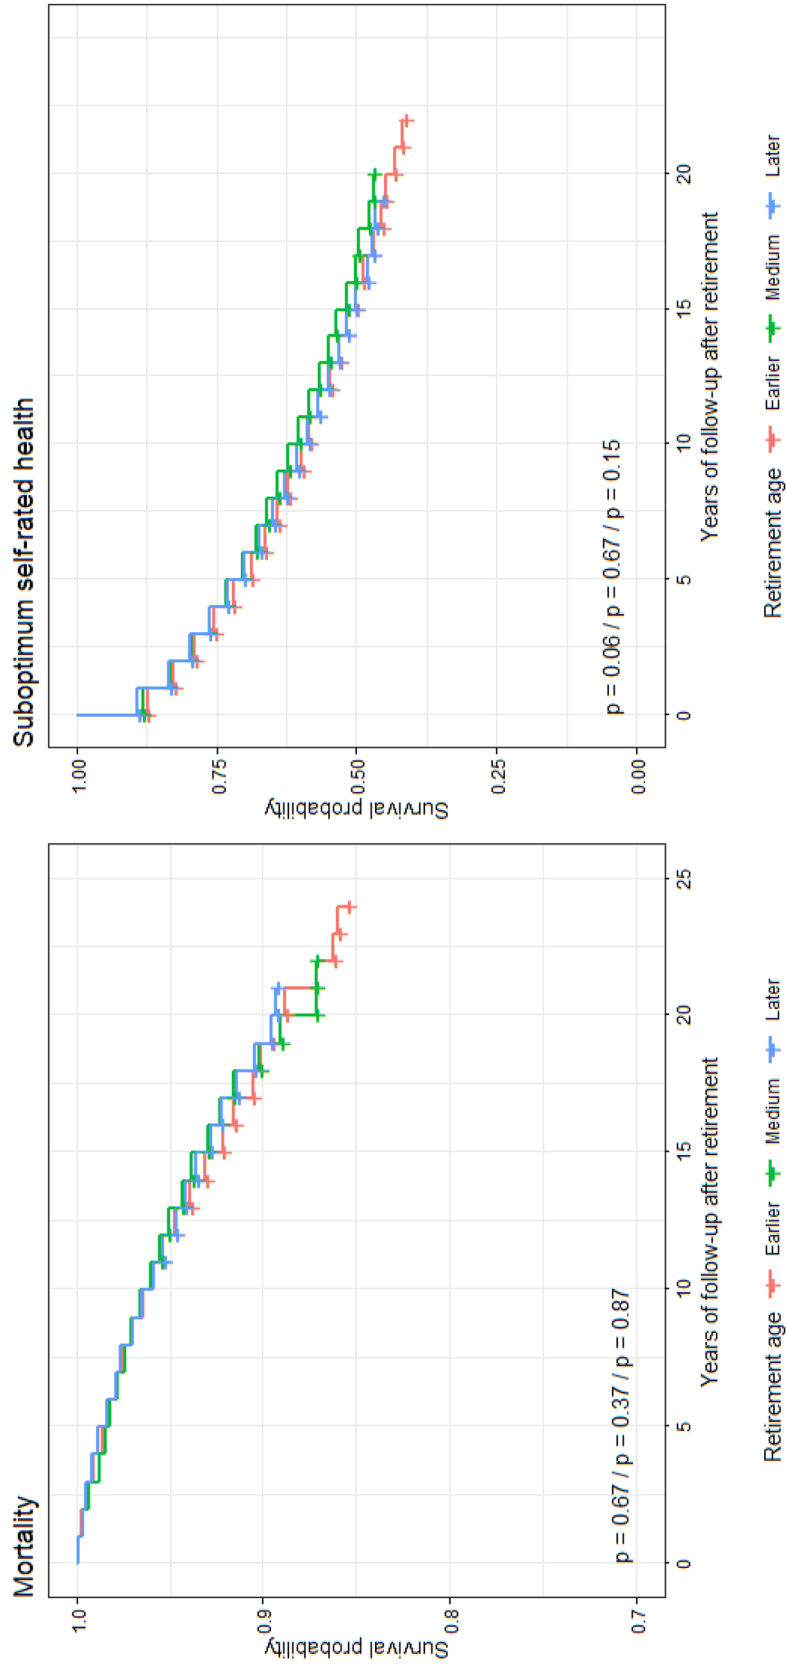 Mortality
Survival probability
1.0
0.9
0.8
0.7
p = 0.67 / p = 0.37 / p = 0.87
0 5 10 15 20 25
Years of follow-up after retirement
Retirement age Earlier Medium Later
Suboptimum self-rated health
Survival probability
1.00
0.75
0.50
0.25
0.00
p = 0.06 / p = 0.67 / p = 0.15
0 5 10 15 20
Years of follow-up after retirement
Retirement age Earlier Medium Later